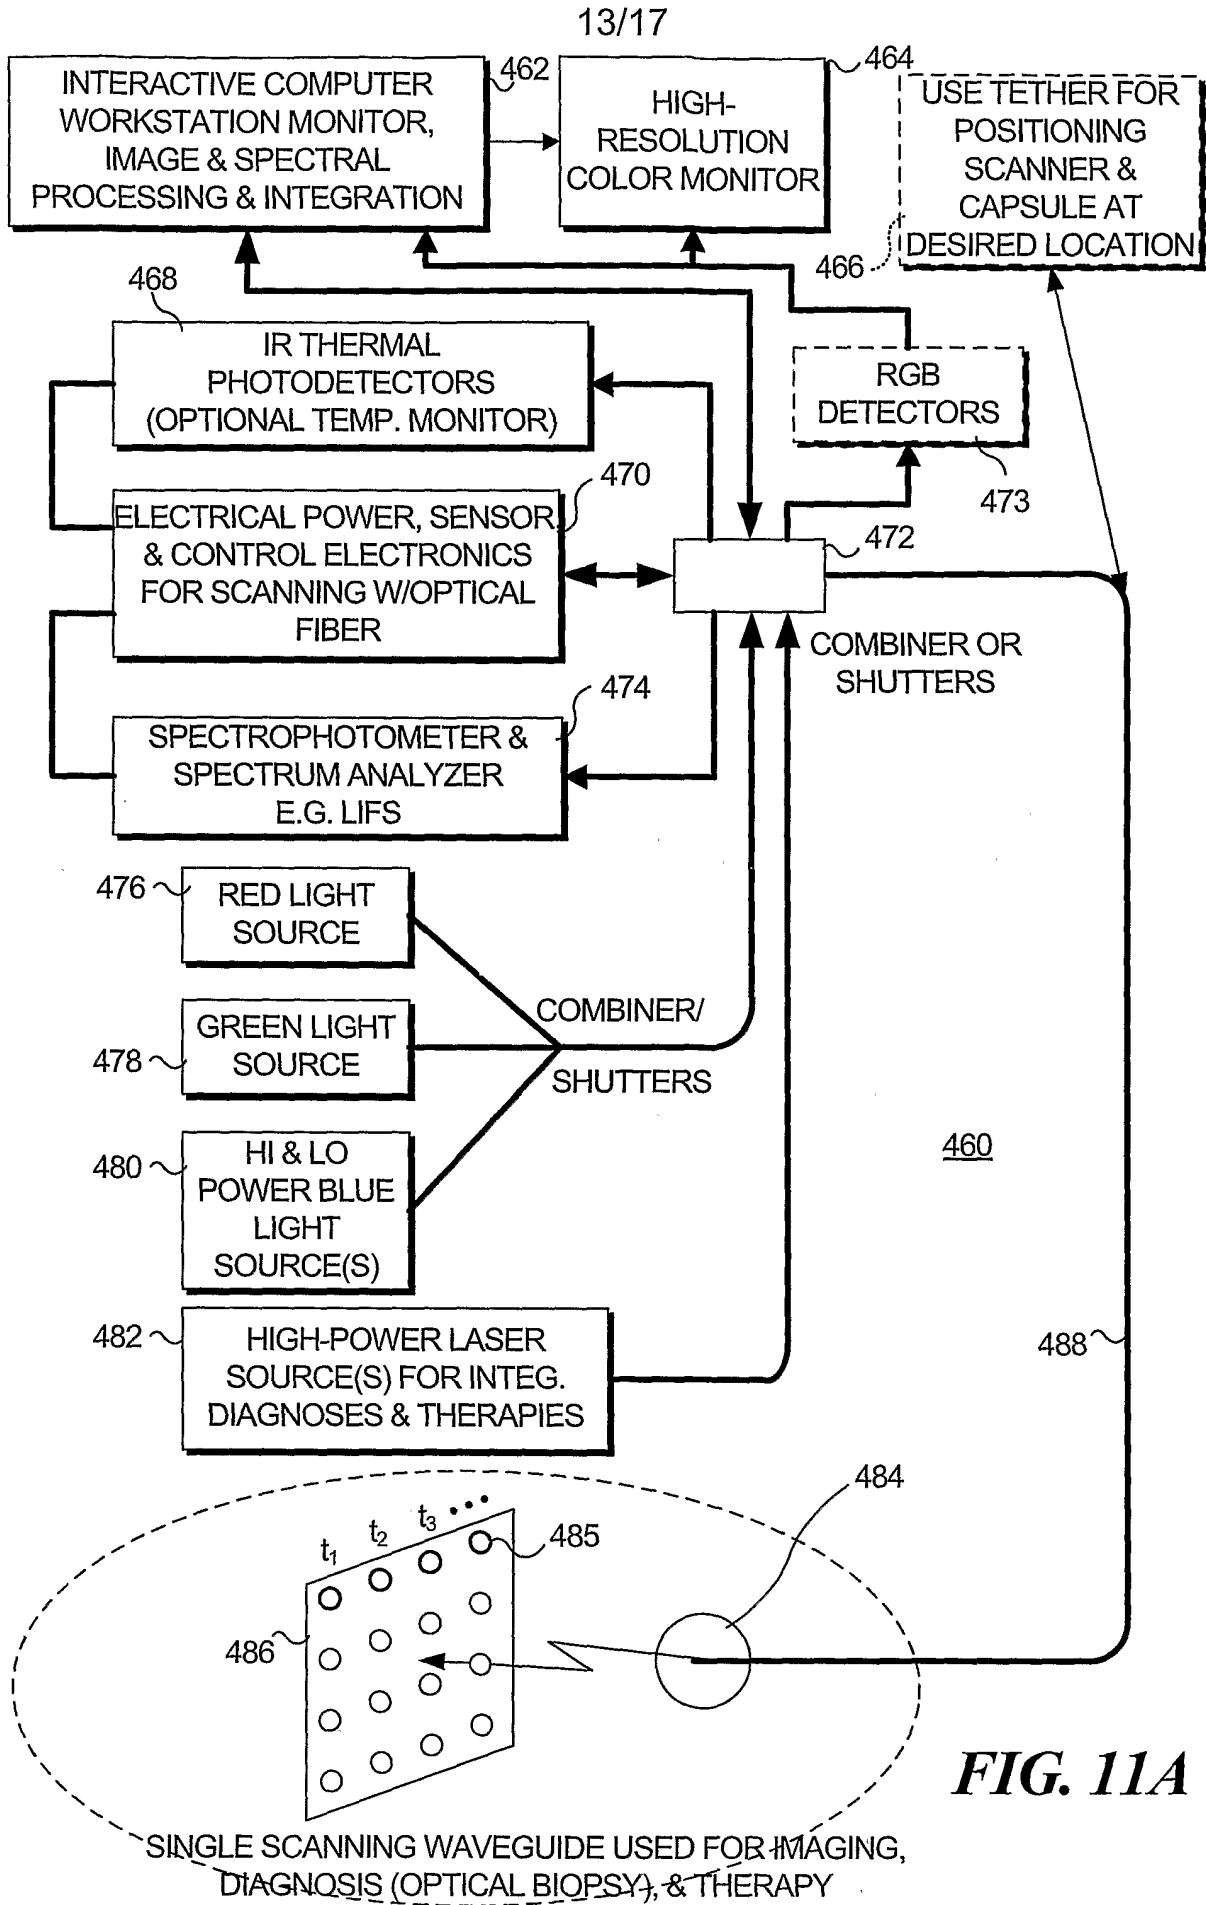 13/17
INTERACTIVE COMPUTER
WORKSTATION MONITOR,
IMAGE & SPECTRAL
PROCESSING & INTEGRATION
462
HIGH-
RESOLUTION
COLOR MONITOR
464
USE TETHER FOR
POSITIONING
SCANNER &
CAPSULE AT
DESIRED LOCATION
466
468
IR THERMAL
PHOTODETECTORS
(OPTIONAL TEMP. MONITOR)
RGB
DETECTORS
473
470
ELECTRICAL POWER, SENSOR
& CONTROL ELECTRONICS
FOR SCANNING W/OPTICAL
FIBER
472
COMBINER OR
SHUTTERS
474
SPECTROPHOTOMETER &
SPECTRUM ANALYZER
E.G. LIFS
476
RED LIGHT
SOURCE
478
GREEN LIGHT
SOURCE
COMBINER/
SHUTTERS
480
HI & LO
POWER BLUE
LIGHT
SOURCE(S)
460
482
HIGH-POWER LASER
SOURCE(S) FOR INTEG.
DIAGNOSES & THERAPIES
488
484
t1 t2 t3 •••
485
486
FIG. 11A
SINGLE SCANNING WAVEGUIDE USED FOR IMAGING,
DIAGNOSIS (OPTICAL BIOPSY), & THERAPY